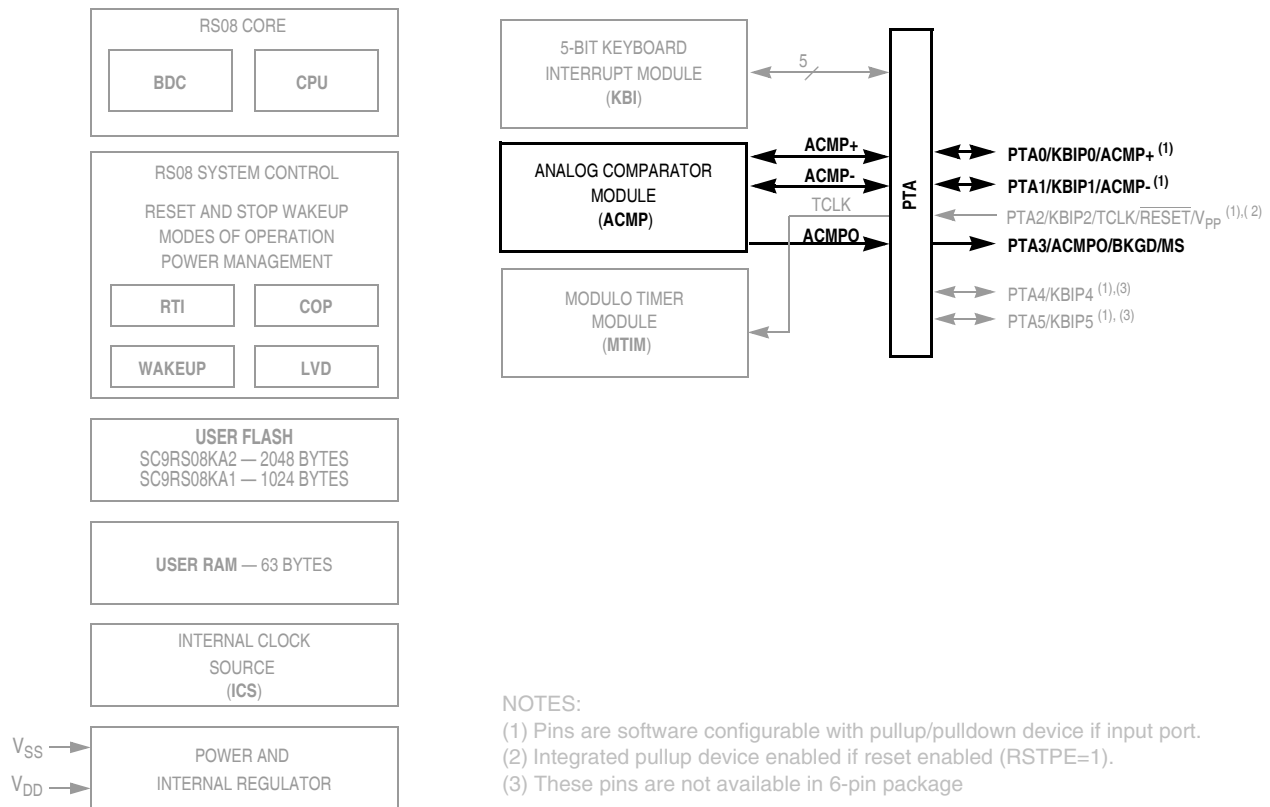 RS08 CORE
BDC
CPU
RS08 SYSTEM CONTROL
RESET AND STOP WAKEUP
MODES OF OPERATION
POWER MANAGEMENT
RTI
COP
WAKEUP
LVD
USER FLASH
SC9RS08KA2 — 2048 BYTES
SC9RS08KA1 — 1024 BYTES
USER RAM — 63 BYTES
INTERNAL CLOCK
SOURCE
(ICS)
VSS
VDD
POWER AND
INTERNAL REGULATOR
5-BIT KEYBOARD
INTERRUPT MODULE
(KBI)
5
ANALOG COMPARATOR
MODULE
(ACMP)
ACMP+
ACMP-
TCLK
ACMPO
MODULO TIMER
MODULE
(MTIM)
PTA
PTA0/KBIP0/ACMP+ (1)
PTA1/KBIP1/ACMP- (1)
PTA2/KBIP2/TCLK/RESET/VPP (1),( 2)
PTA3/ACMPO/BKGD/MS
PTA4/KBIP4 (1),(3)
PTA5/KBIP5 (1), (3)
NOTES:
(1) Pins are software configurable with pullup/pulldown device if input port.
(2) Integrated pullup device enabled if reset enabled (RSTPE=1).
(3) These pins are not available in 6-pin package